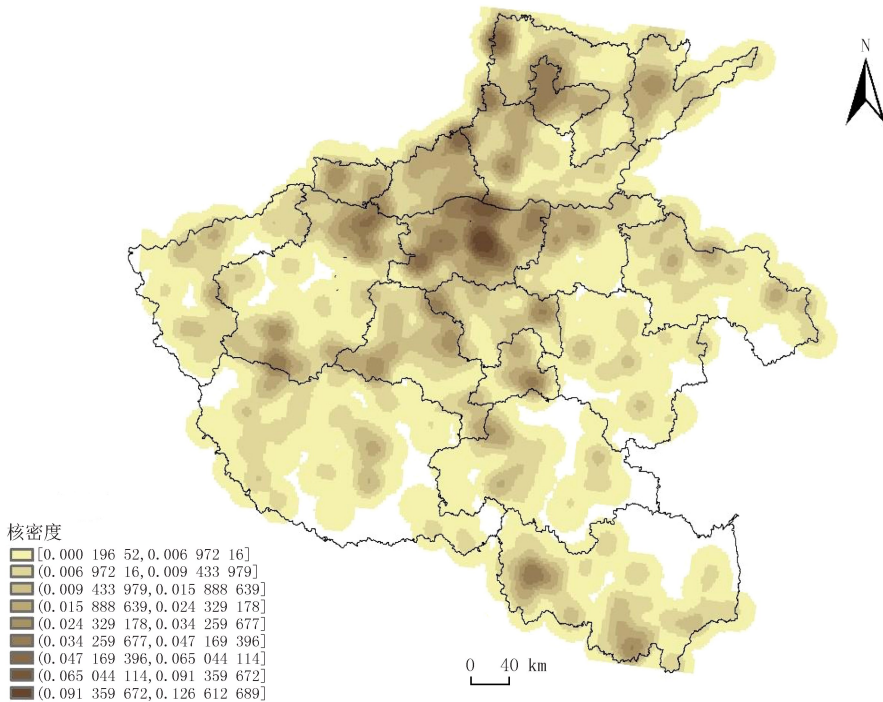 N
核密度
[0.000 196 52,0.006 972 16]
(0.006 972 16,0.009 433 979]
(0.009 433 979,0.015 888 639]
(0.015 888 639,0.024 329 178]
(0.024 329 178,0.034 259 677]
(0.034 259 677,0.047 169 396]
(0.047 169 396,0.065 044 114]
(0.065 044 114,0.091 359 672]
(0.091 359 672,0.126 612 689]
0 40 km